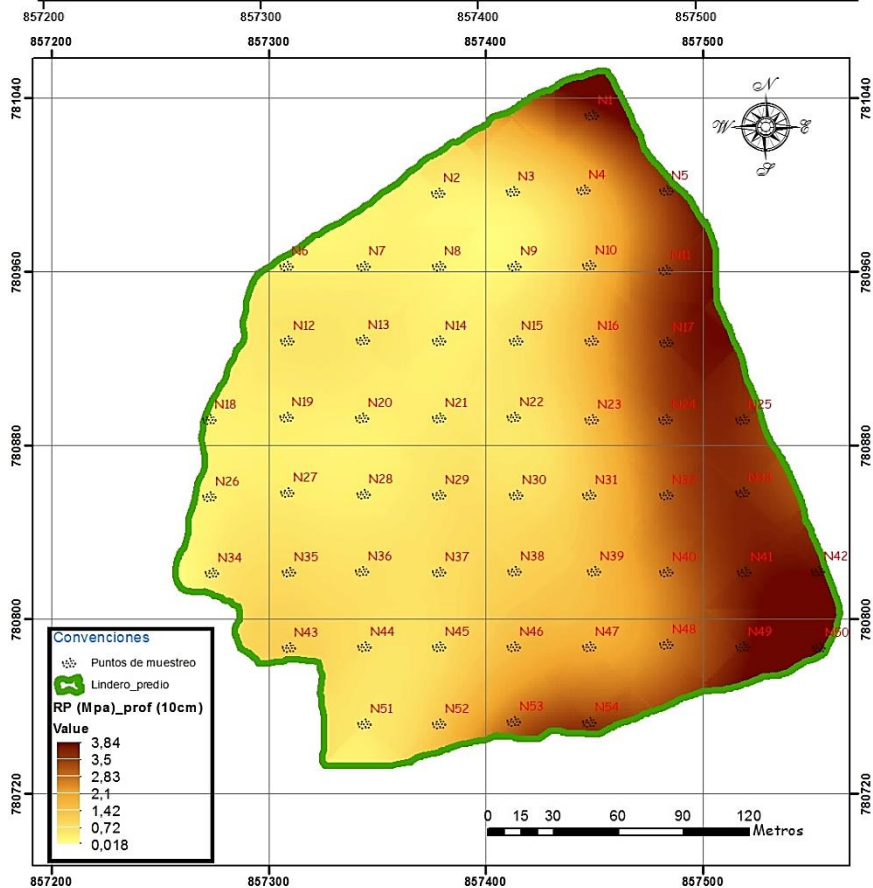 857200 857300 857400 857500
857200 857300 857400 857500
781040 781040
N
W E
S
N1
N2 N3 N4 N5
N6 N7 N8 N9 N10 N11
780960 780960
N12 N13 N14 N15 N16 N17
N18 N19 N20 N21 N22 N23 N24 N25
780880 780880
N26 N27 N28 N29 N30 N31 N32 N33
N34 N35 N36 N37 N38 N39 N40 N41 N42
780800 780800
N43 N44 N45 N46 N47 N48 N49 N50
N51 N52 N53 N54
Convenciones
Puntos de muestreo
Lindero_predio
RP (Mpa)_prof (10cm)
Value
3,84
3,5
2,83
2,1
1,42
0,72
0,018
780720 780720
0 15 30 60 90 120
Metros
857200 857300 857400 857500